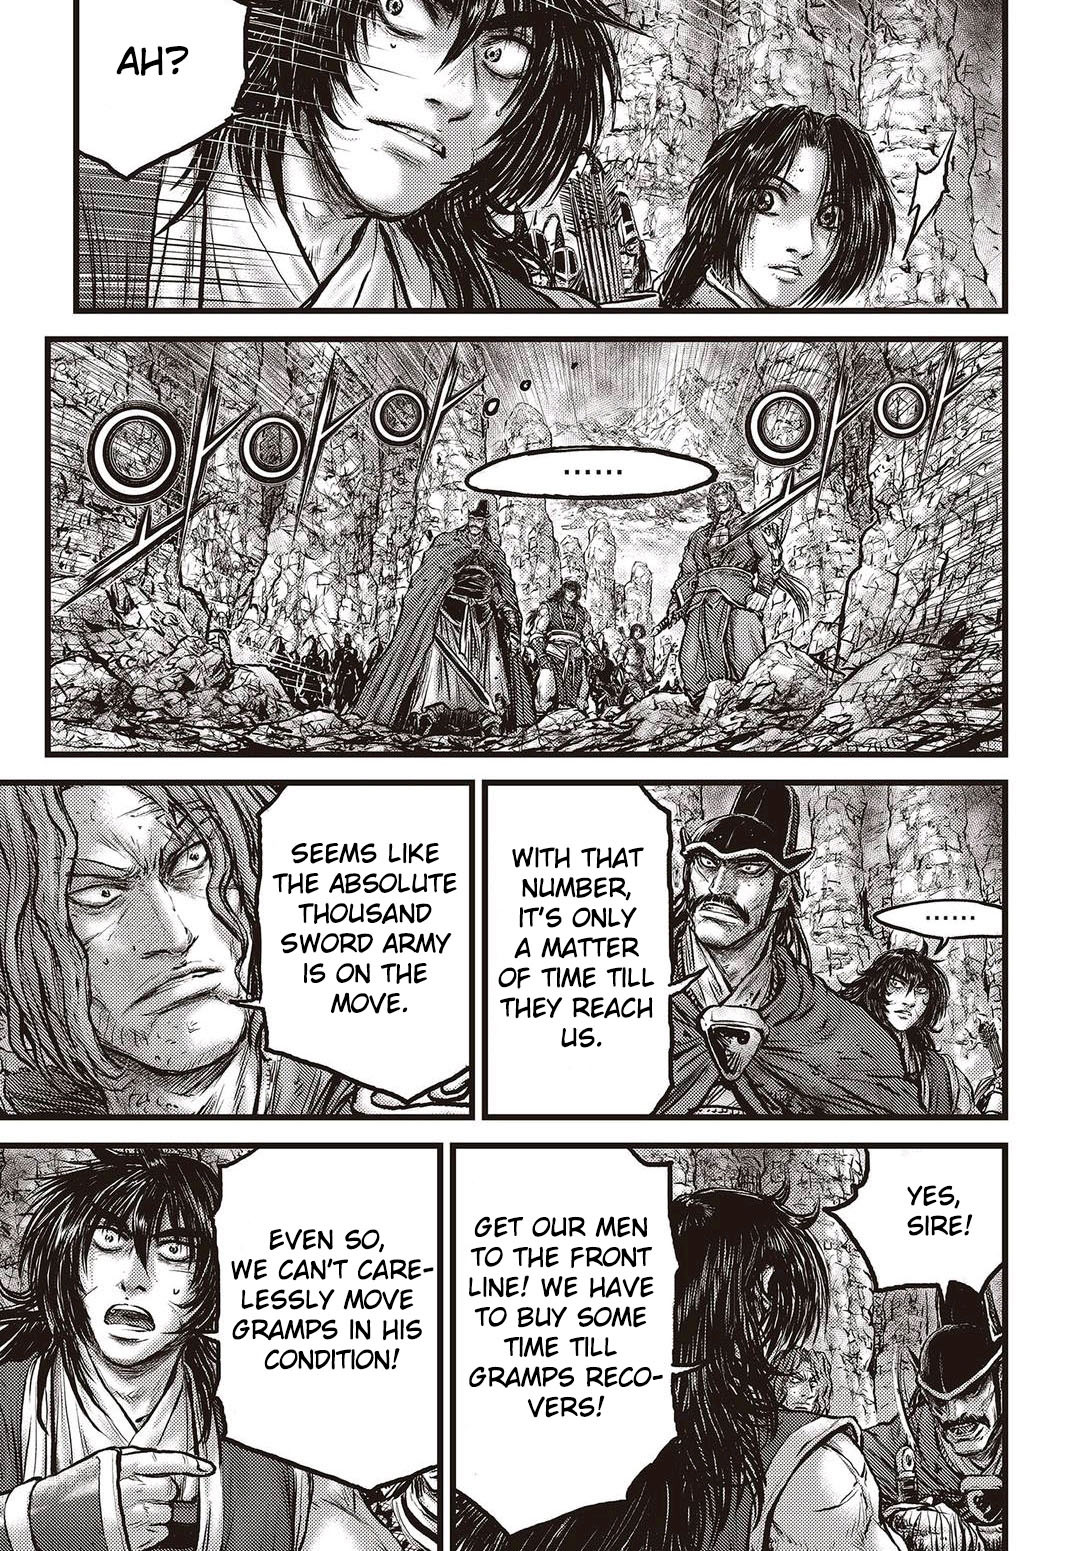 AH?
......
SEEMS LIKE
THE ABSOLUTE
THOUSAND
SWORD ARMY
IS ON THE
MOVE.
WITH THAT
NUMBER,
IT'S ONLY
A MATTER
OF TIME TILL
THEY REACH
US.
......
EVEN SO,
WE CAN'T CARE-
LESSLY MOVE
GRAMPS IN HIS
CONDITION!
GET OUR MEN
TO THE FRONT
LINE! WE HAVE
TO BUY SOME
TIME TILL
GRAMPS RECO-
VERS!
YES,
SIRE!